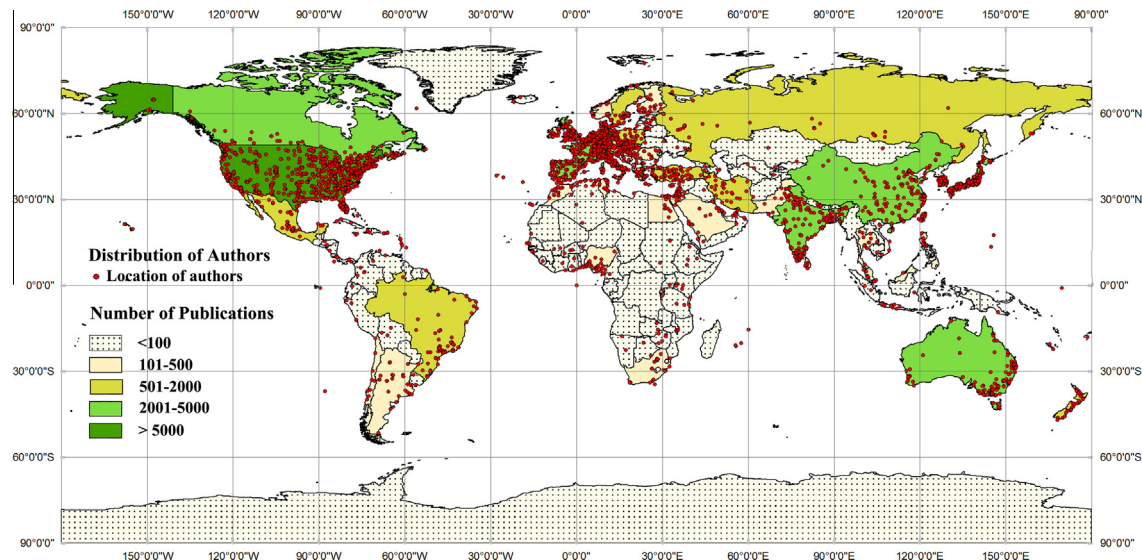 150°0'0"W 120°0'0"W 90°0'0"W 60°0'0"W 30°0'0"W 0°0'0" 30°0'0"E 60°0'0"E 90°0'0"E 120°0'0"E 150°0'0"E
90°0'0" 90°0'0"
60°0'0"N 60°0'0"N
30°0'0"N 30°0'0"N
Distribution of Authors
Location of authors
0°0'0" 0°0'0"
Number of Publications
<100
101-500
501-2000
2001-5000
> 5000
30°0'0"S 30°0'0"S
60°0'0"S 60°0'0"S
90°0'0" 90°0'0"
150°0'0"W 120°0'0"W 90°0'0"W 60°0'0"W 30°0'0"W 0°0'0" 30°0'0"E 60°0'0"E 90°0'0"E 120°0'0"E 150°0'0"E